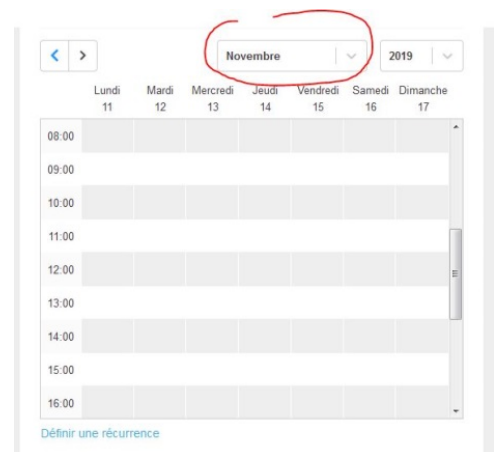 Novembre 2019
Lundi Mardi Mercredi Jeudi Vendredi Samedi Dimanche
11 12 13 14 15 16 17
08:00
09:00
10:00
11:00
12:00
13:00
14:00
15:00
16:00
Définir une récurrence